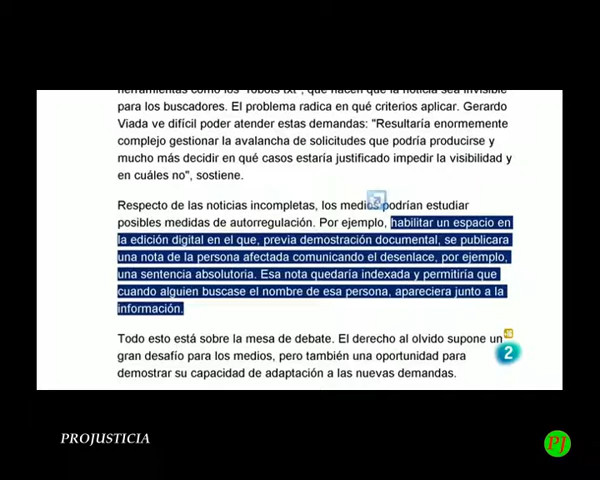 herramientas como los "robots txt", que hacen que la noticia sea invisible
para los buscadores. El problema radica en qué criterios aplicar. Gerardo
Viada ve difícil poder atender estas demandas: "Resultaría enormemente
complejo gestionar la avalancha de solicitudes que podría producirse y
mucho más decidir en qué casos estaría justificado impedir la visibilidad y
en cuáles no", sostiene.
Respecto de las noticias incompletas, los medios podrían estudiar
posibles medidas de autorregulación. Por ejemplo, habilitar un espacio en
la edición digital en el que, previa demostración documental, se publicara
una nota de la persona afectada comunicando el desenlace, por ejemplo,
una sentencia absolutoria. Esa nota quedaría indexada y permitiría que
cuando alguien buscase el nombre de esa persona, apareciera junto a la
información.
Todo esto está sobre la mesa de debate. El derecho al olvido supone un
gran desafío para los medios, pero también una oportunidad para
demostrar su capacidad de adaptación a las nuevas demandas.
2
PROJUSTICIA
PJ